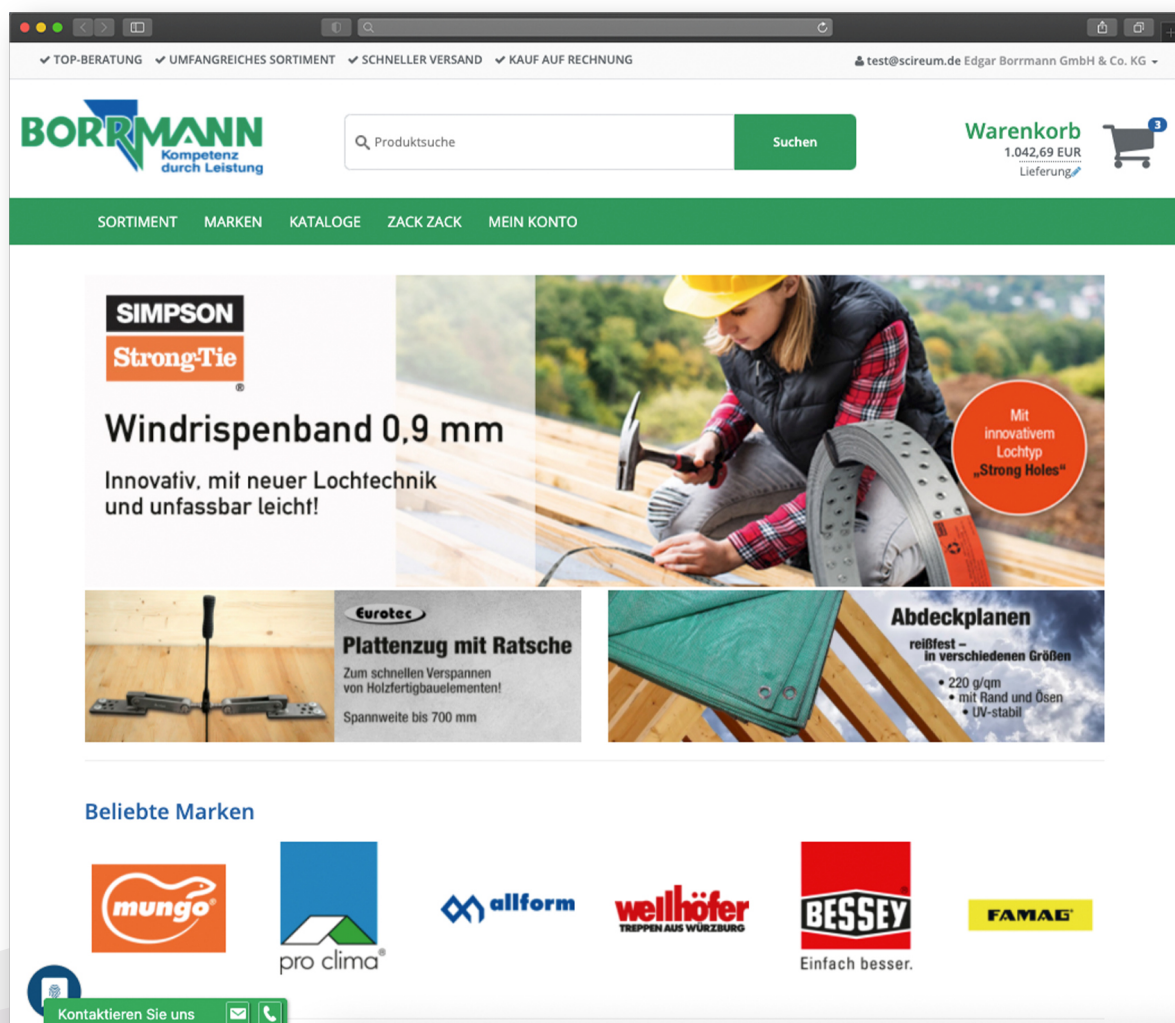 TOP-BERATUNG UMFANGREICHES SORTIMENT SCHNELLER VERSAND KAUF AUF RECHNUNG
test@scireum.de Edgar Borrmann GmbH & Co. KG
BORRMANN
Kompetenz
durch Leistung
Produktsuche
Suchen
Warenkorb
1.042,69 EUR
Lieferung
3
SORTIMENT MARKEN KATALOGE ZACK ZACK MEIN KONTO
SIMPSON
Strong-Tie
®
Windrispenband 0,9 mm
Innovativ, mit neuer Lochtechnik
und unfassbar leicht!
Mit
innovativem
Lochtyp
„Strong Holes“
Eurotec
Plattenzug mit Ratsche
Zum schnellen Verspannen
von Holzfertigbauelementen!
Spannweite bis 700 mm
Abdeckplanen
reißfest –
in verschiedenen Größen
• 220 g/qm
• mit Rand und Ösen
• UV-stabil
Beliebte Marken
mungo®
pro clima®
allform
wellhöfer
TREPPEN AUS WÜRZBURG
BESSEY®
Einfach besser.
FAMAG®
Kontaktieren Sie uns